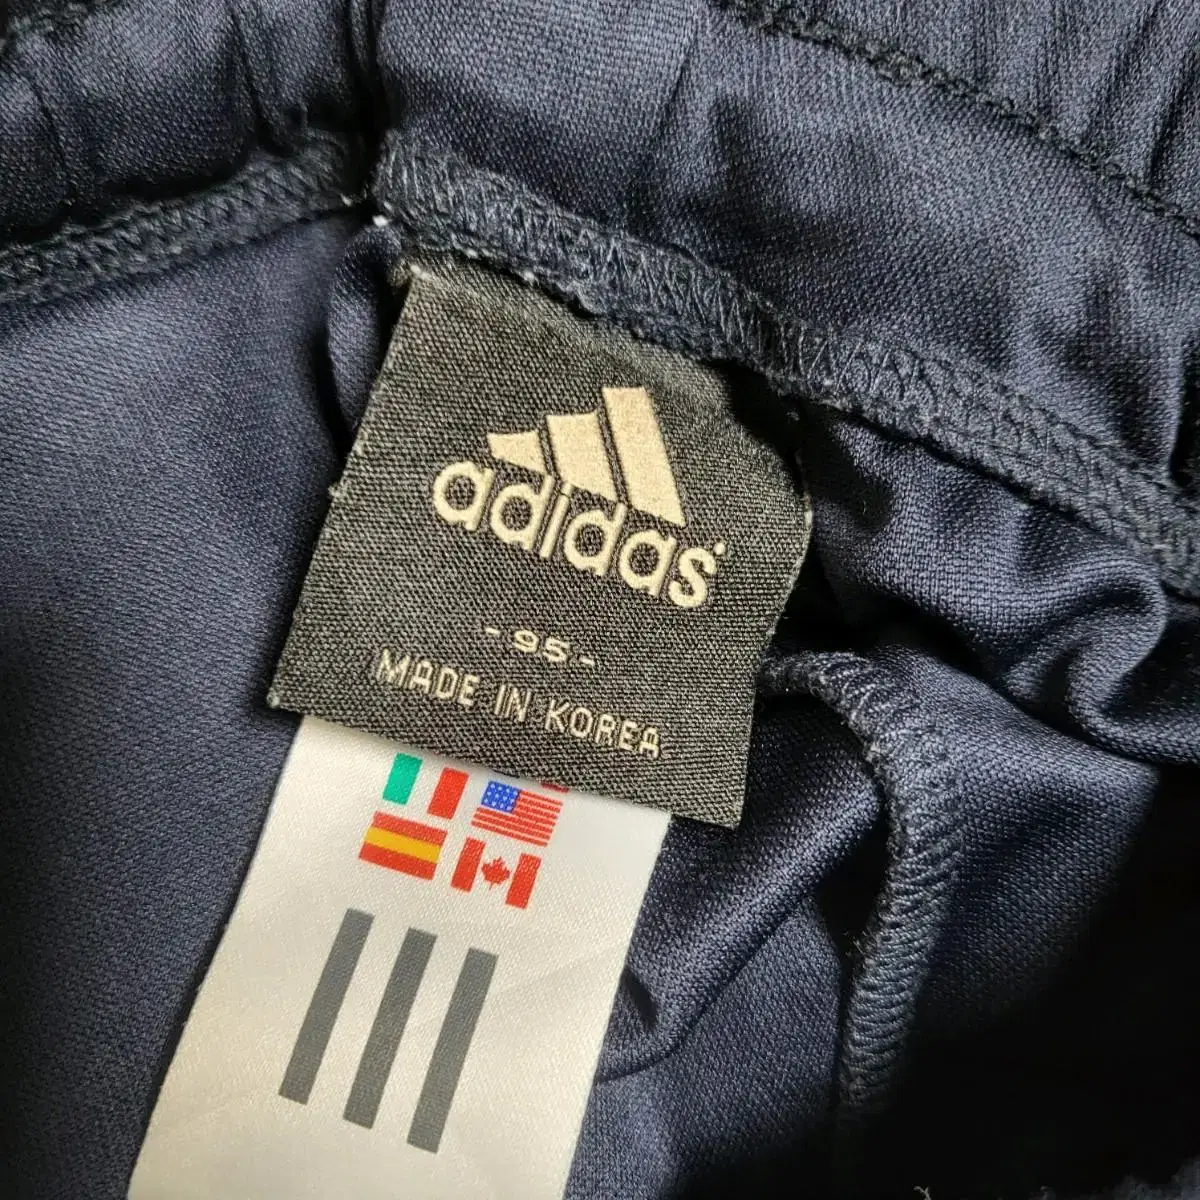 adidas
-95-
MADE IN KOREA